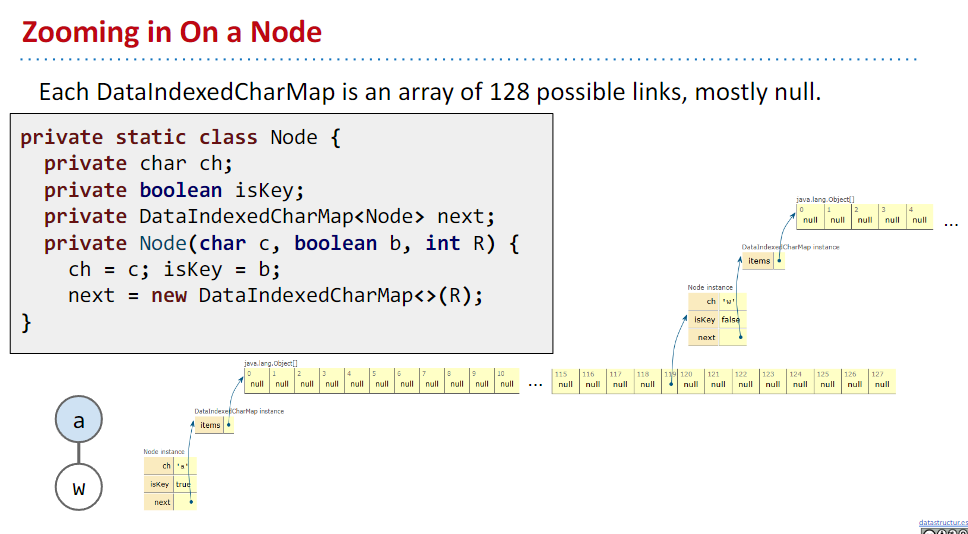 Zooming in On a Node
Each DataIndexedCharMap is an array of 128 possible links, mostly null.
private static class Node {
private char ch;
private boolean isKey;
private DataIndexedCharMap<Node> next;
private Node(char c, boolean b, int R) {
ch = c; isKey = b;
next = new DataIndexedCharMap<>(R);
}
java.lang.Object[]
0 1 2 3 4
null null null null null
...
DataIndexedCharMap instance
items
Node instance
ch 'w'
isKey false
next
java.lang.Object[]
0 1 2 3 4 5 6 7 8 9 10
null null null null null null null null null null null
...
115 116 117 118 119 120 121 122 123 124 125 126 127
null null null null null null null null null null null null
DataIndexedCharMap instance
items
Node instance
ch 'a'
isKey true
next
a
w
datastructur.es